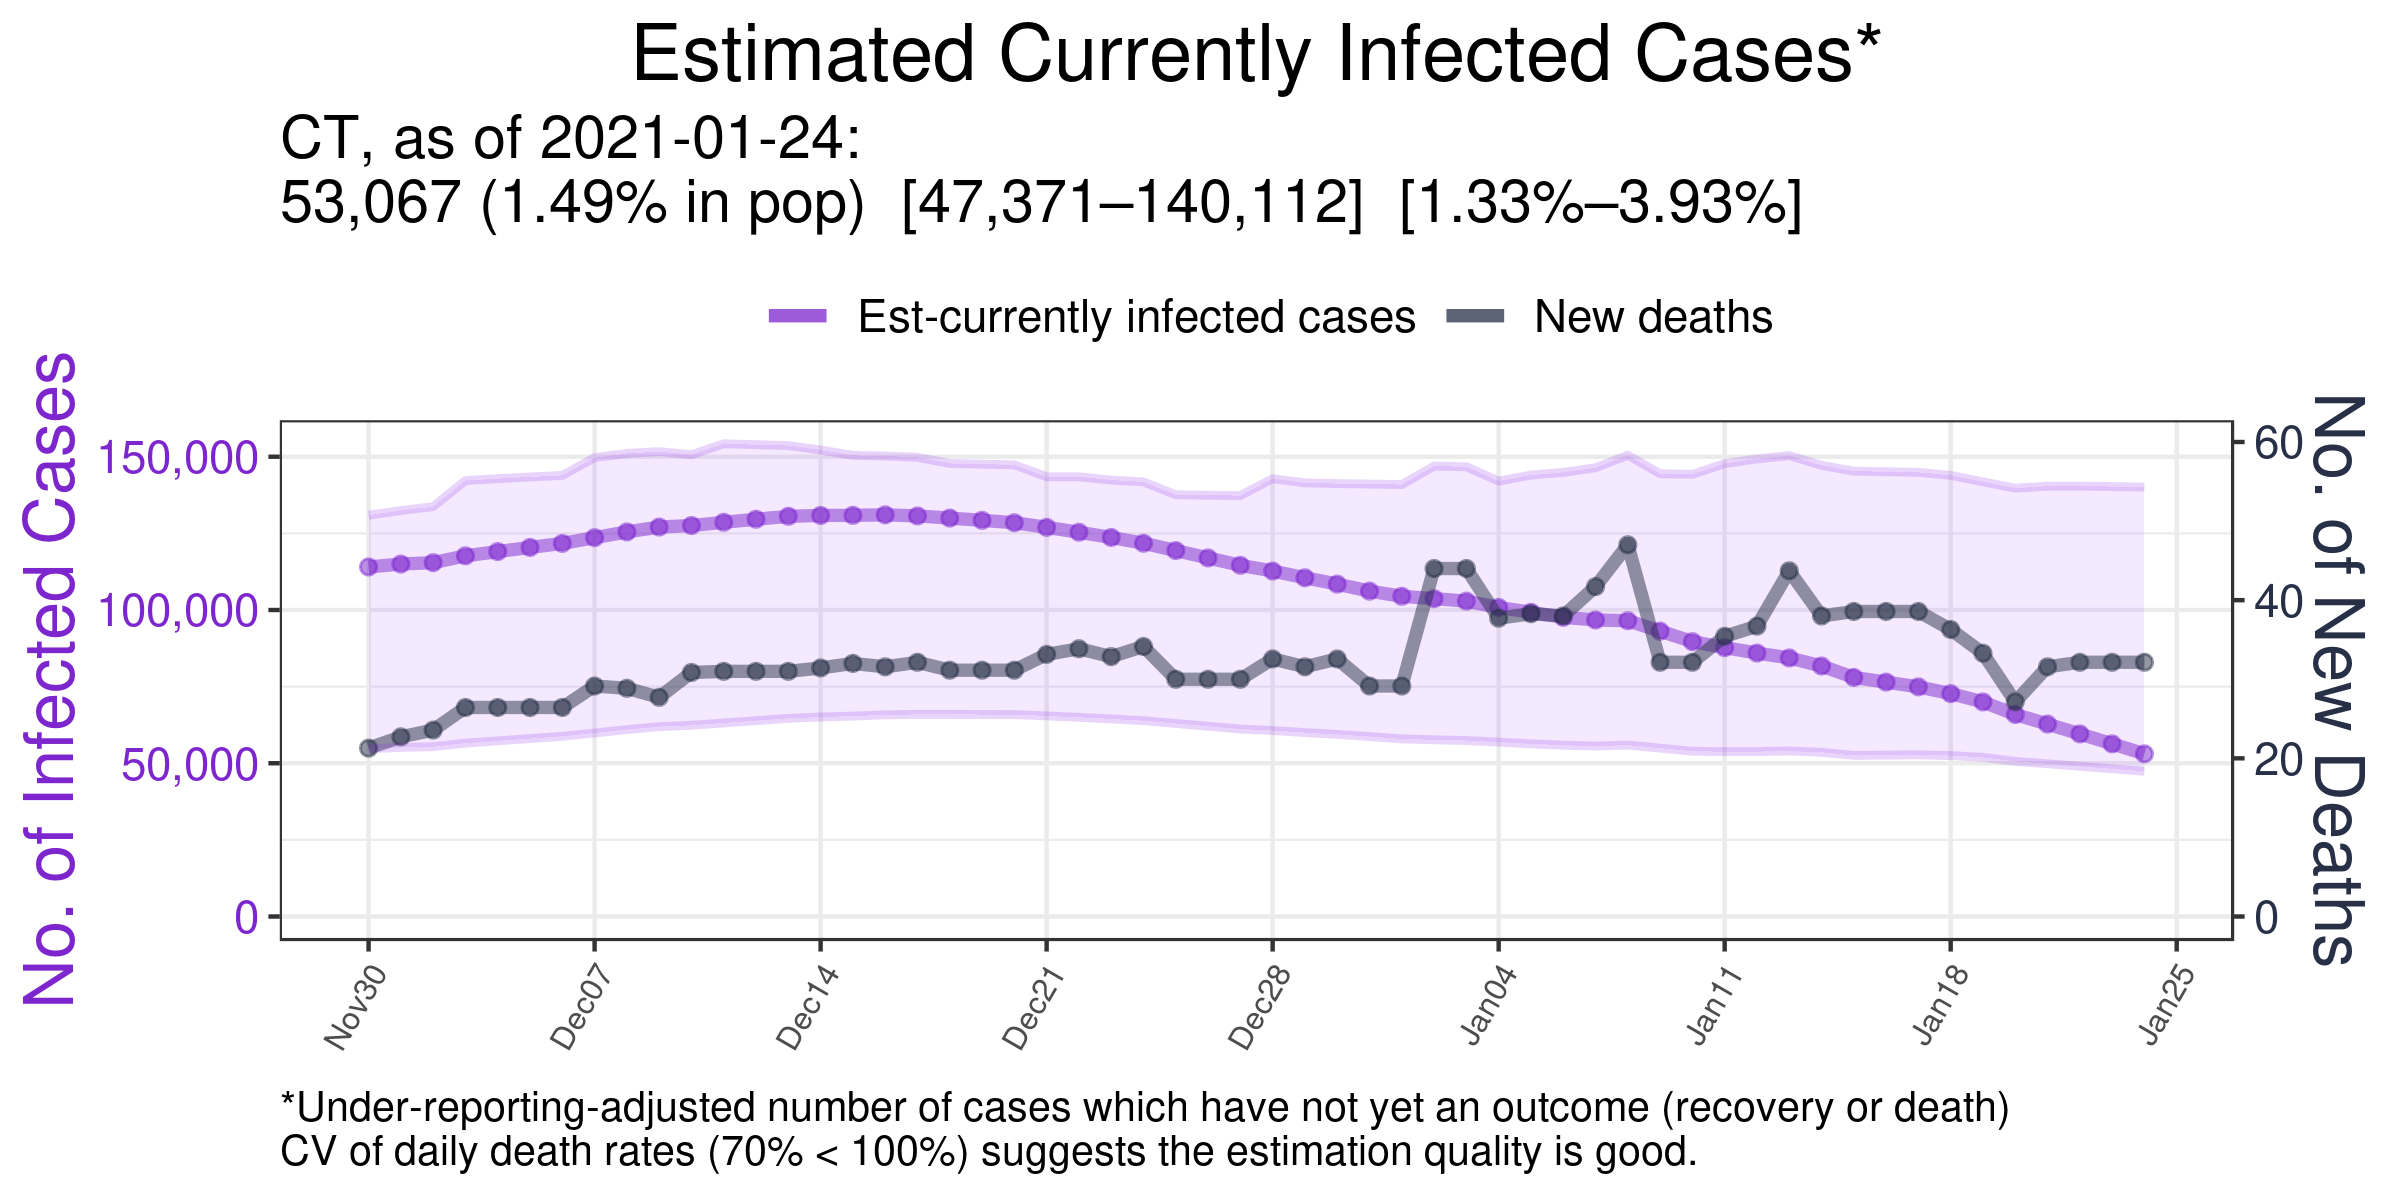 Estimated Currently Infected Cases*
CT, as of 2021-01-24:
53,067 (1.49% in pop)  [47,371–140,112]  [1.33%–3.93%]
Est-currently infected cases
New deaths
No. of Infected Cases
150,000
100,000
50,000
0
60
40
20
0
No. of New Deaths
Nov30
Dec07
Dec14
Dec21
Dec28
Jan04
Jan11
Jan18
Jan25
*Under-reporting-adjusted number of cases which have not yet an outcome (recovery or death)
CV of daily death rates (70% < 100%) suggests the estimation quality is good.